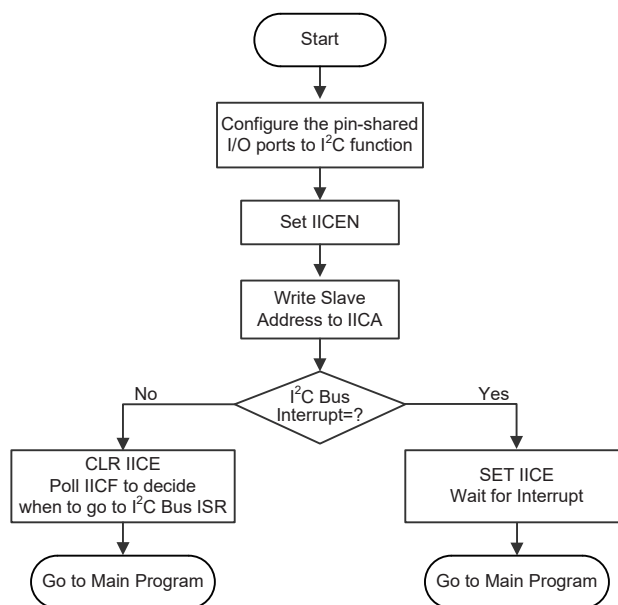 Start
Configure the pin-shared
I/O ports to I²C function
Set IICEN
Write Slave
Address to IICA
I²C Bus
Interrupt=?
No
Yes
CLR IICE
Poll IICF to decide
when to go to I²C Bus ISR
SET IICE
Wait for Interrupt
Go to Main Program
Go to Main Program